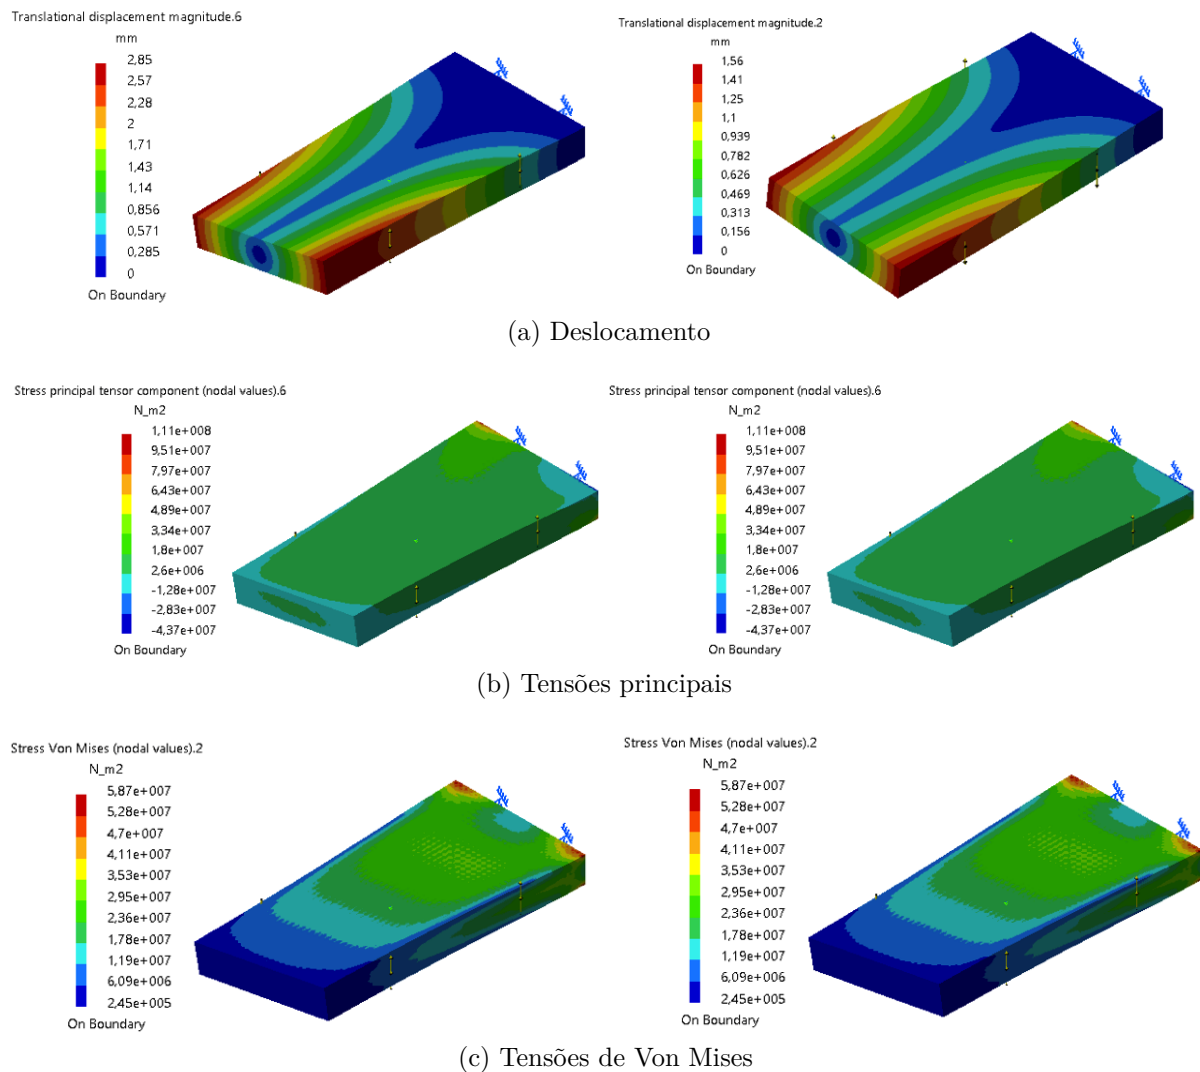 Translational displacement magnitude.6
mm
2,85
2,57
2,28
2
1,71
1,43
1,14
0,856
0,571
0,285
0
On Boundary
Translational displacement magnitude.2
mm
1,56
1,41
1,25
1,1
0,939
0,782
0,626
0,469
0,313
0,156
0
On Boundary
(a) Deslocamento
Stress principal tensor component (nodal values).6
N_m2
1,11e+008
9,51e+007
7,97e+007
6,43e+007
4,89e+007
3,34e+007
1,8e+007
2,6e+006
-1,28e+007
-2,83e+007
-4,37e+007
On Boundary
Stress principal tensor component (nodal values).6
N_m2
1,11e+008
9,51e+007
7,97e+007
6,43e+007
4,89e+007
3,34e+007
1,8e+007
2,6e+006
-1,28e+007
-2,83e+007
-4,37e+007
On Boundary
(b) Tensões principais
Stress Von Mises (nodal values).2
N_m2
5,87e+007
5,28e+007
4,7e+007
4,11e+007
3,53e+007
2,95e+007
2,36e+007
1,78e+007
1,19e+007
6,09e+006
2,45e+005
On Boundary
Stress Von Mises (nodal values).2
N_m2
5,87e+007
5,28e+007
4,7e+007
4,11e+007
3,53e+007
2,95e+007
2,36e+007
1,78e+007
1,19e+007
6,09e+006
2,45e+005
On Boundary
(c) Tensões de Von Mises